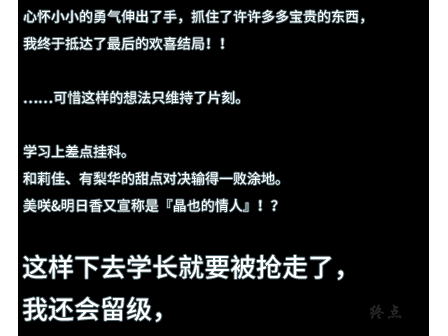 心怀小小的勇气伸出了手，抓住了许许多多宝贵的东西，
我终于抵达了最后的欢喜结局！！
……可惜这样的想法只维持了片刻。
学习上差点挂科。
和莉佳、有梨华的甜点对决输得一败涂地。
美咲&明日香又宣称是『晶也的情人』！？
这样下去学长就要被抢走了，
我还会留级，
终点